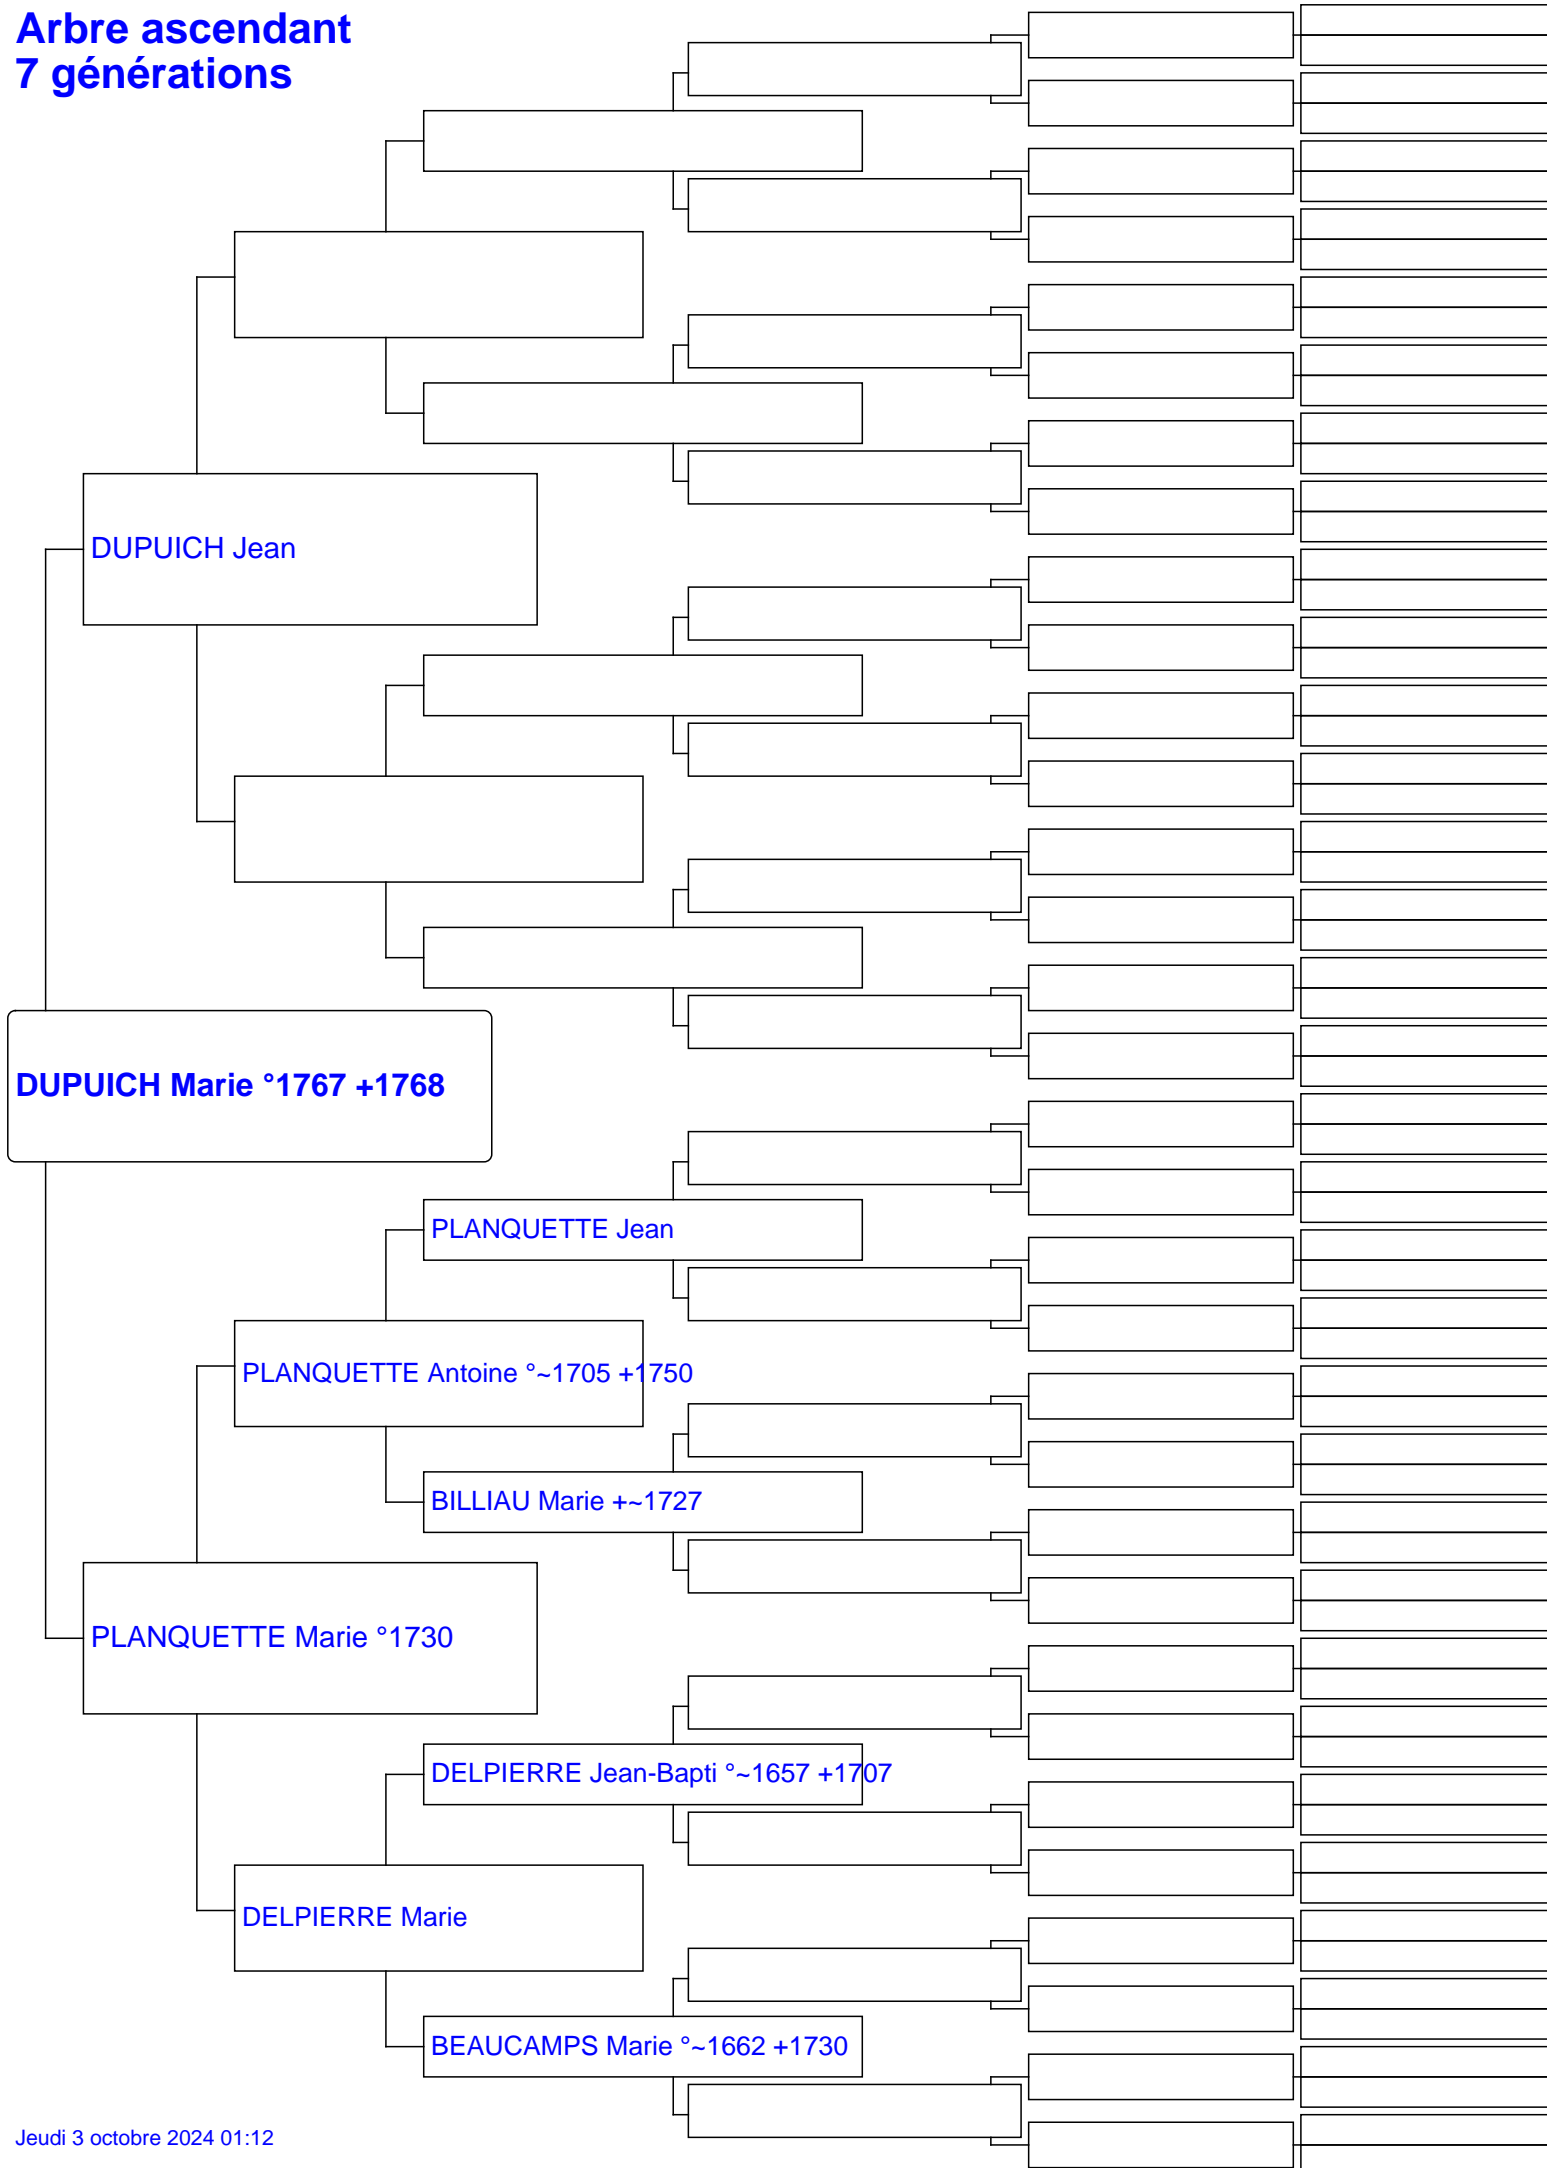 Arbre ascendant
7 générations
DUPUICH Jean
DUPUICH Marie °1767 +1768
PLANQUETTE Jean
PLANQUETTE Antoine °~1705 +1750
BILLIAU Marie +~1727
PLANQUETTE Marie °1730
DELPIERRE Jean-Bapti °~1657 +1707
DELPIERRE Marie
BEAUCAMPS Marie °~1662 +1730
Jeudi 3 octobre 2024 01:12